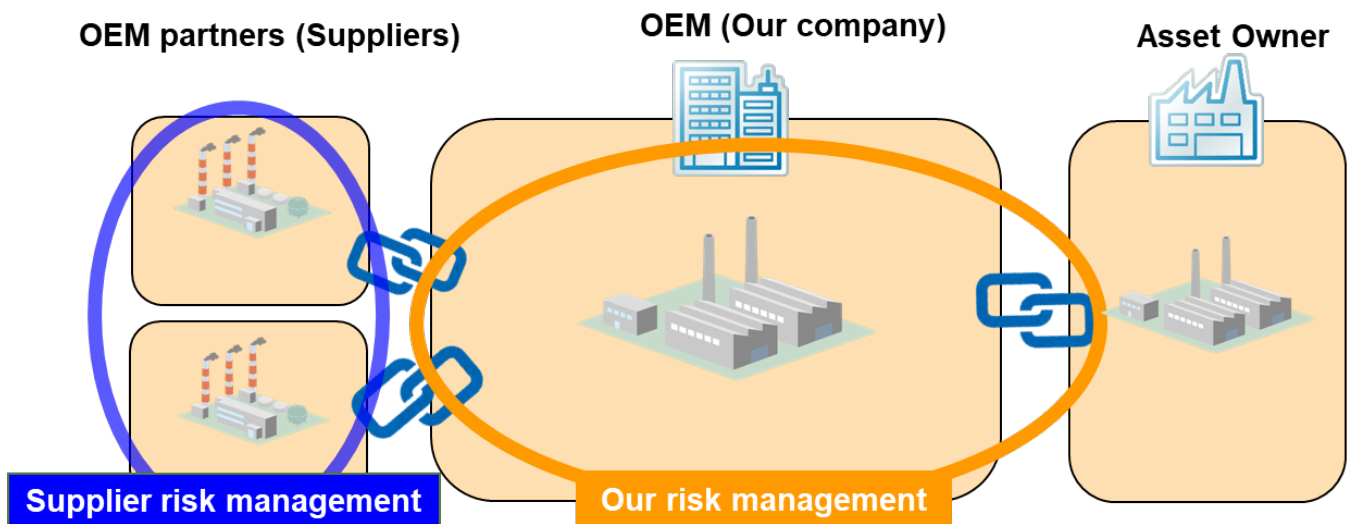 OEM partners (Suppliers)
OEM (Our company)
Asset Owner
Supplier risk management
Our risk management